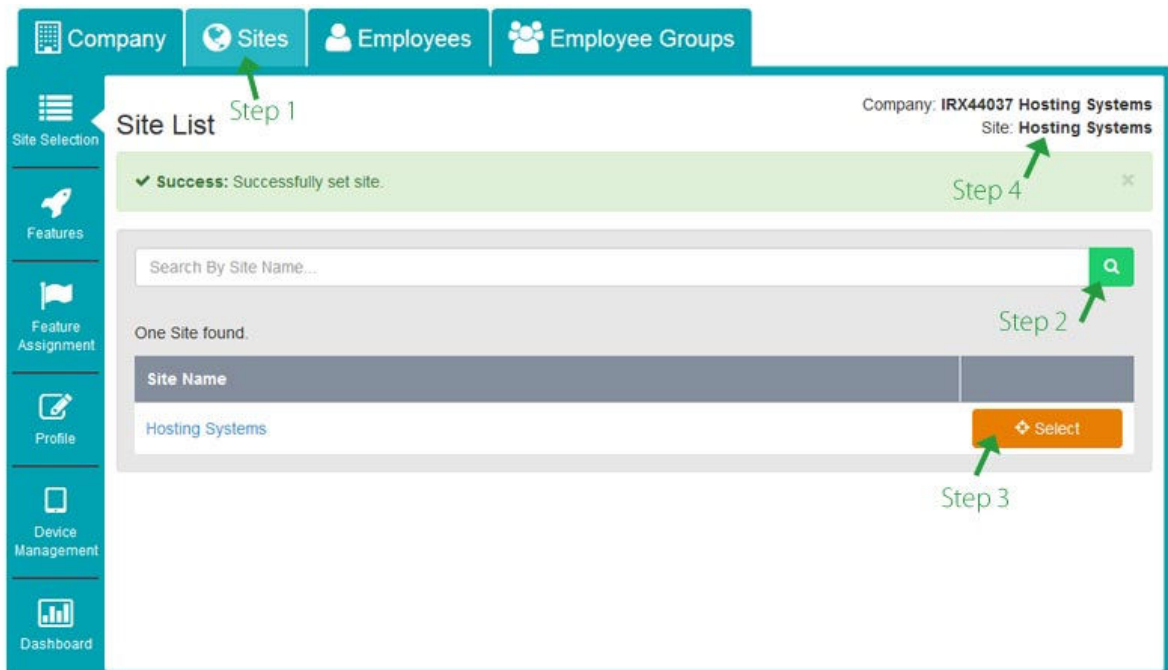 Company
Sites
Employees
Employee Groups
Step 1
Site Selection
Features
Feature
Assignment
Profile
Device
Management
Dashboard
Site List
Company: IRX44037 Hosting Systems
Site: Hosting Systems
Success: Successfully set site.
×
Step 4
Search By Site Name...
Step 2
One Site found.
Site Name
Hosting Systems
Select
Step 3